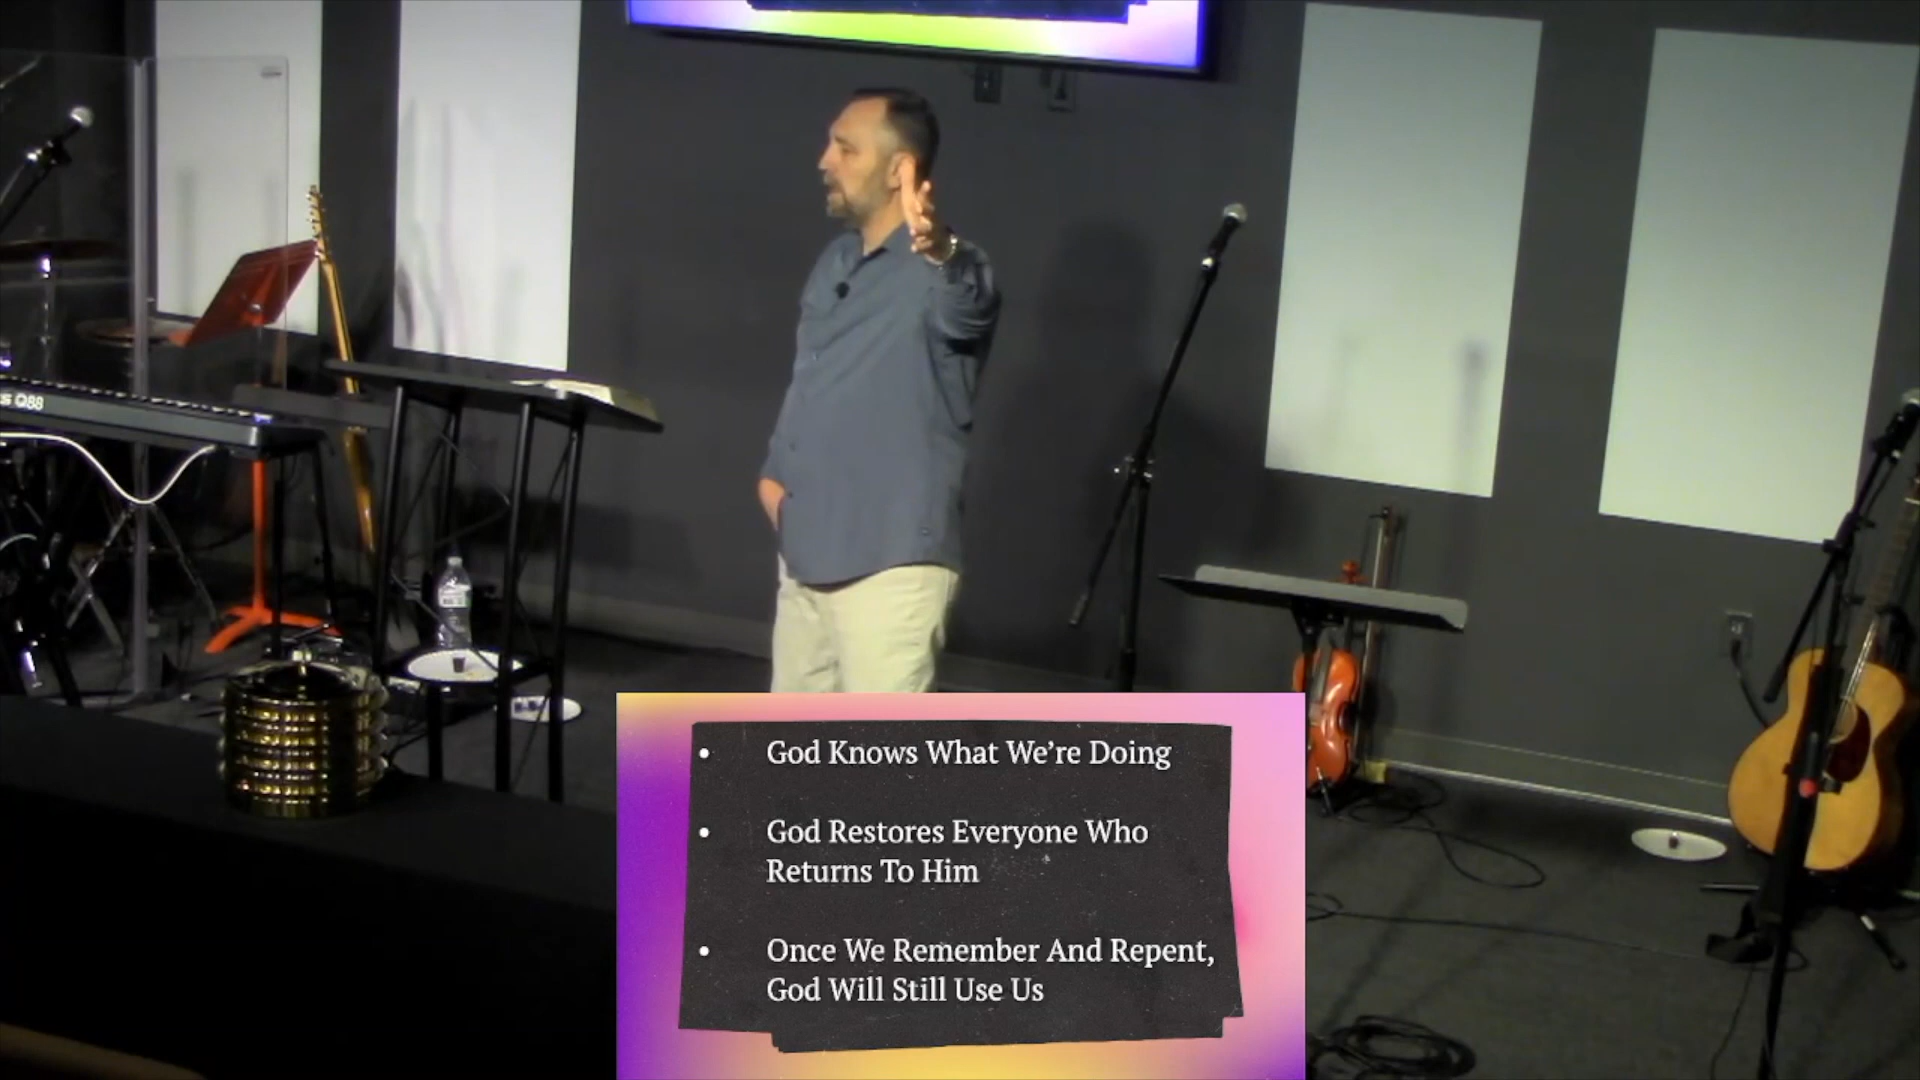 Q88
• God Knows What We’re Doing
• God Restores Everyone Who
Returns To Him
• Once We Remember And Repent,
God Will Still Use Us